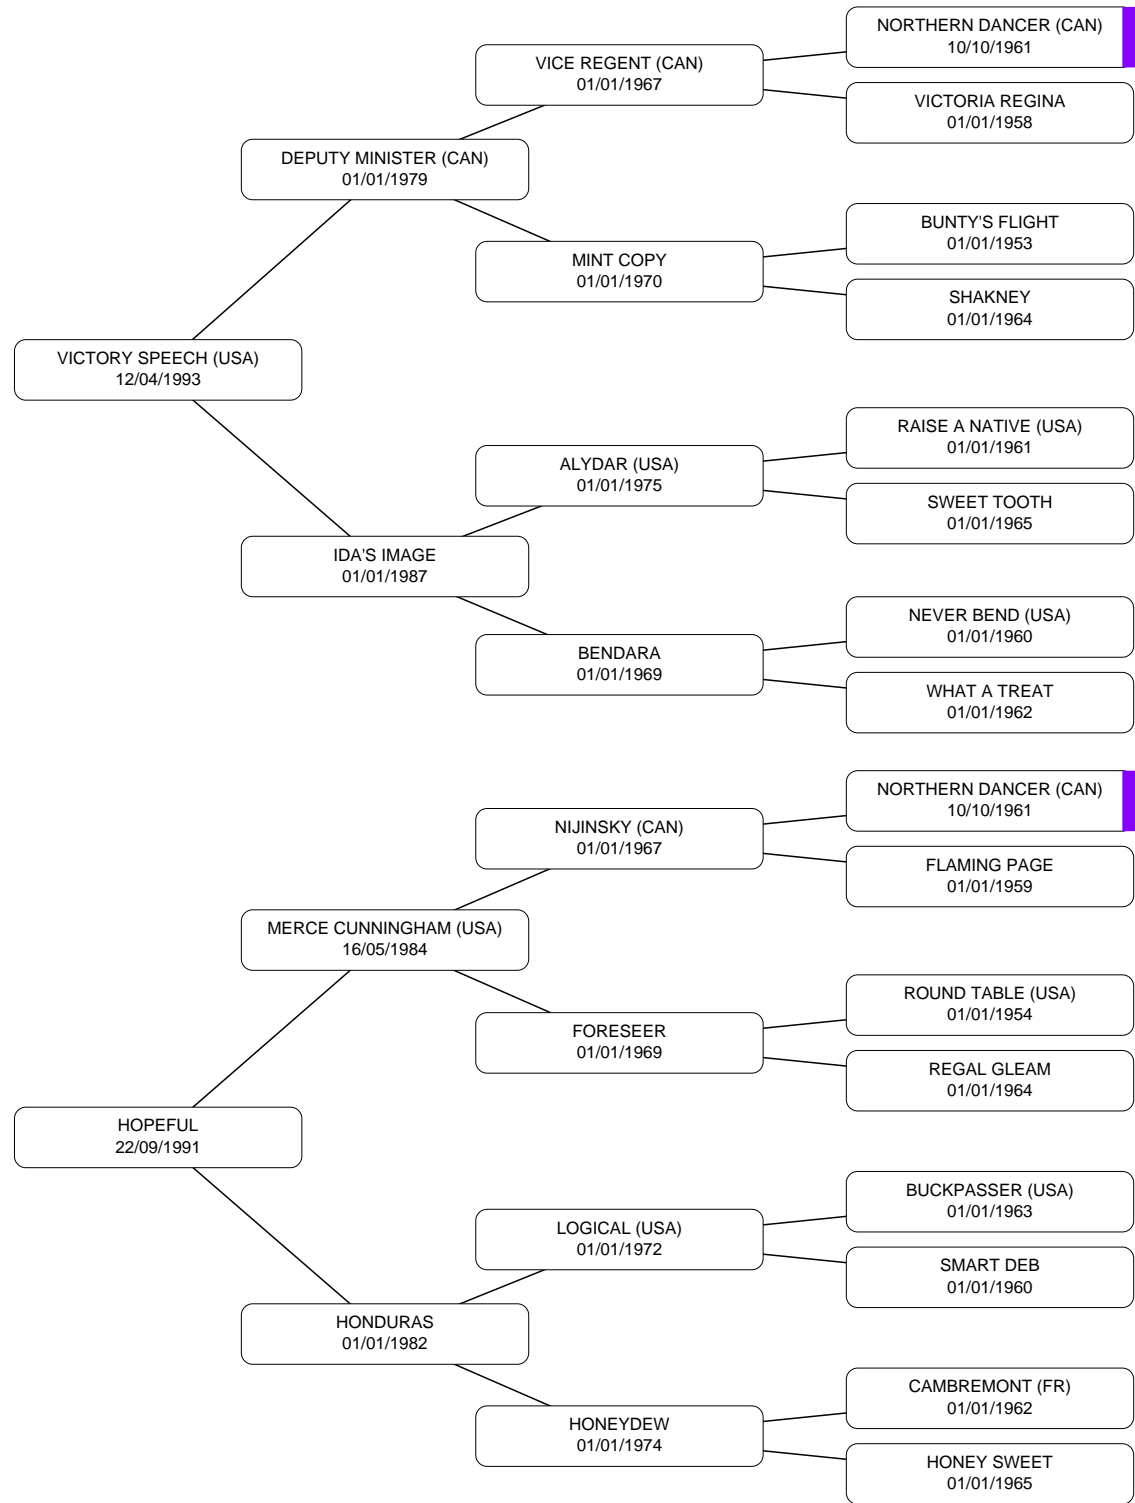 NORTHERN DANCER (CAN)
10/10/1961
VICE REGENT (CAN)
01/01/1967
VICTORIA REGINA
01/01/1958
DEPUTY MINISTER (CAN)
01/01/1979
BUNTY'S FLIGHT
01/01/1953
MINT COPY
01/01/1970
SHAKNEY
01/01/1964
VICTORY SPEECH (USA)
12/04/1993
RAISE A NATIVE (USA)
01/01/1961
ALYDAR (USA)
01/01/1975
SWEET TOOTH
01/01/1965
IDA'S IMAGE
01/01/1987
NEVER BEND (USA)
01/01/1960
BENDARA
01/01/1969
WHAT A TREAT
01/01/1962
NORTHERN DANCER (CAN)
10/10/1961
NIJINSKY (CAN)
01/01/1967
FLAMING PAGE
01/01/1959
MERCE CUNNINGHAM (USA)
16/05/1984
ROUND TABLE (USA)
01/01/1954
FORESEER
01/01/1969
REGAL GLEAM
01/01/1964
HOPEFUL
22/09/1991
BUCKPASSER (USA)
01/01/1963
LOGICAL (USA)
01/01/1972
SMART DEB
01/01/1960
HONDURAS
01/01/1982
CAMBREMONT (FR)
01/01/1962
HONEYDEW
01/01/1974
HONEY SWEET
01/01/1965